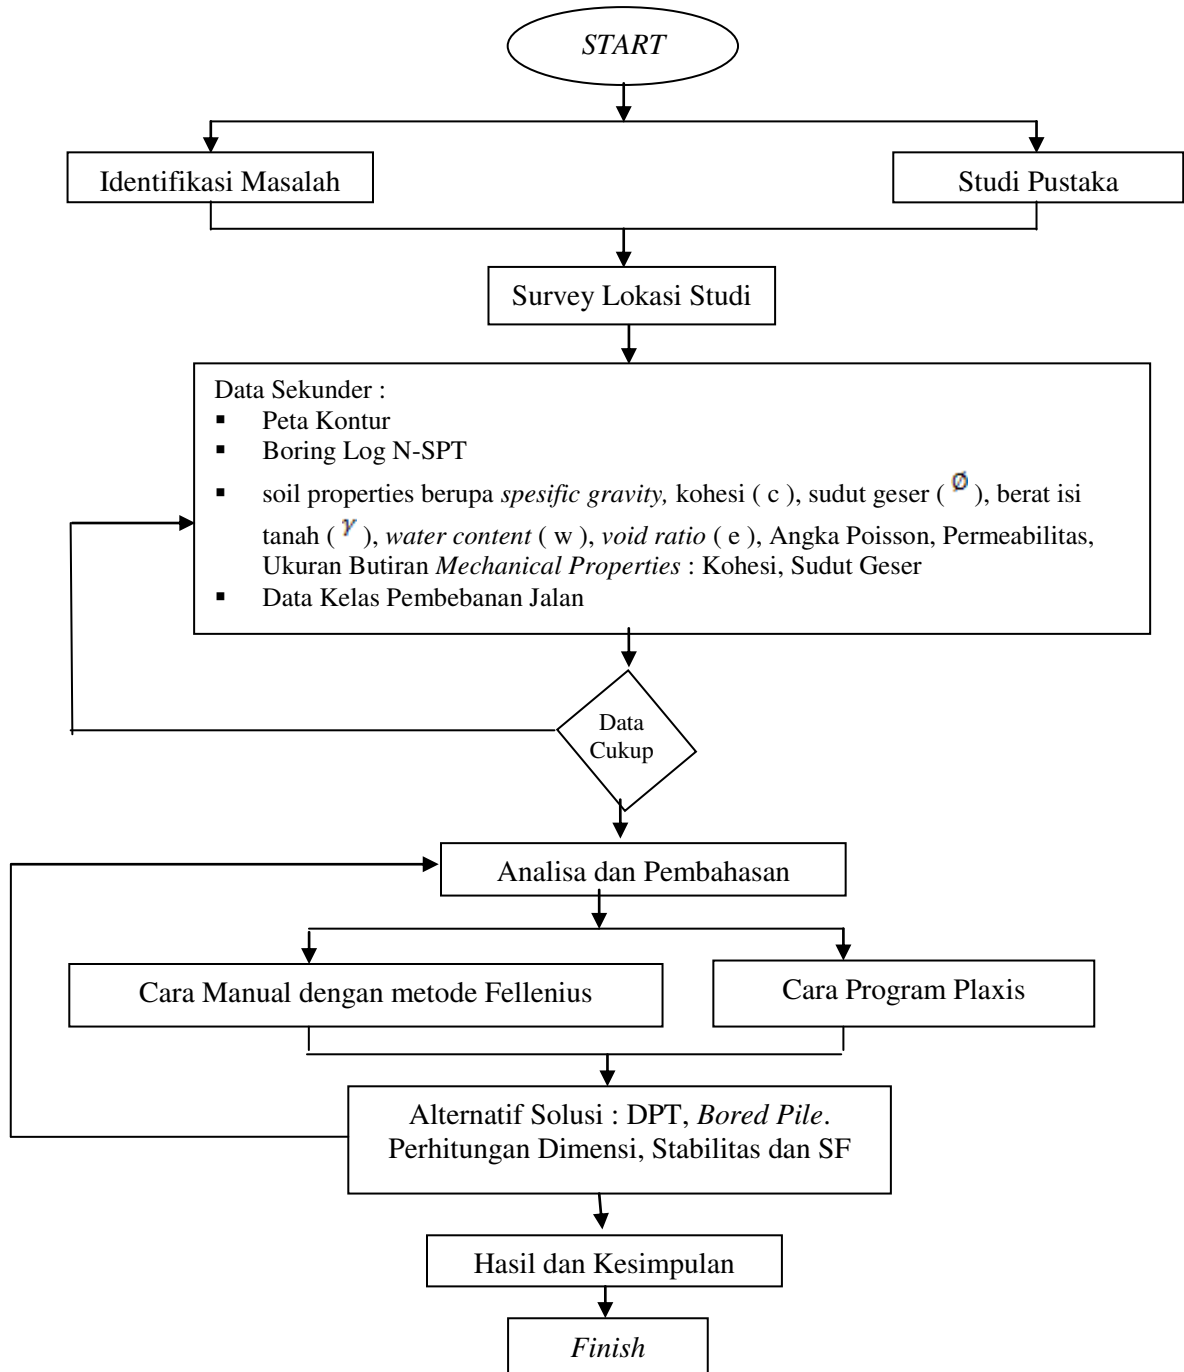 START
Identifikasi Masalah
Studi Pustaka
Survey Lokasi Studi
Data Sekunder :
▪ Peta Kontur
▪ Boring Log N-SPT
▪ soil properties berupa spesific gravity, kohesi ( c ), sudut geser ( Ø ), berat isi
tanah ( γ ), water content ( w ), void ratio ( e ), Angka Poisson, Permeabilitas,
Ukuran Butiran Mechanical Properties : Kohesi, Sudut Geser
▪ Data Kelas Pembebanan Jalan
Data
Cukup
Analisa dan Pembahasan
Cara Manual dengan metode Fellenius
Cara Program Plaxis
Alternatif Solusi : DPT, Bored Pile.
Perhitungan Dimensi, Stabilitas dan SF
Hasil dan Kesimpulan
Finish